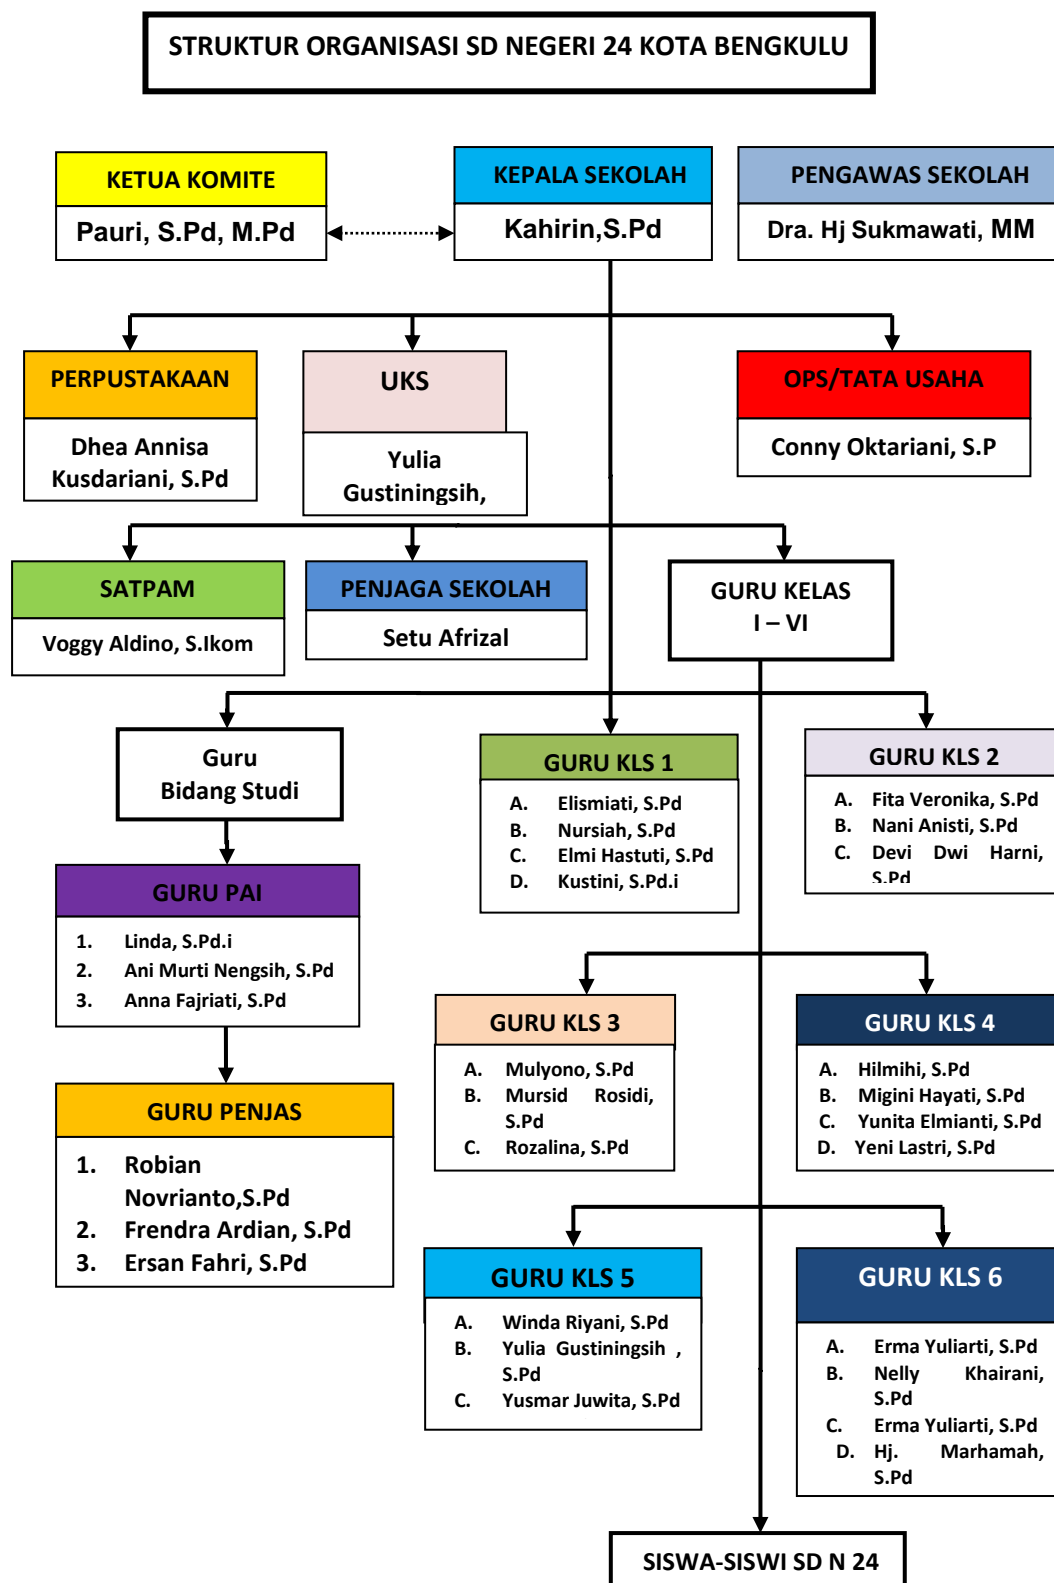 STRUKTUR ORGANISASI SD NEGERI 24 KOTA BENGKULU
KETUA KOMITE
Pauri, S.Pd, M.Pd
KEPALA SEKOLAH
Kahirin,S.Pd
PENGAWAS SEKOLAH
Dra. Hj Sukmawati, MM
PERPUSTAKAAN
Dhea Annisa
Kusdariani, S.Pd
UKS
Yulia
Gustiningsih,
OPS/TATA USAHA
Conny Oktariani, S.P
SATPAM
Voggy Aldino, S.Ikom
PENJAGA SEKOLAH
Setu Afrizal
GURU KELAS
I – VI
Guru
Bidang Studi
GURU KLS 1
A. Elismiati, S.Pd
B. Nursiah, S.Pd
C. Elmi Hastuti, S.Pd
D. Kustini, S.Pd.i
GURU KLS 2
A. Fita Veronika, S.Pd
B. Nani Anisti, S.Pd
C. Devi Dwi Harni,
S.Pd
GURU PAI
1. Linda, S.Pd.i
2. Ani Murti Nengsih, S.Pd
3. Anna Fajriati, S.Pd
GURU KLS 3
A. Mulyono, S.Pd
B. Mursid Rosidi,
S.Pd
C. Rozalina, S.Pd
GURU KLS 4
A. Hilmihi, S.Pd
B. Migini Hayati, S.Pd
C. Yunita Elmianti, S.Pd
D. Yeni Lastri, S.Pd
GURU PENJAS
1. Robian
Novrianto,S.Pd
2. Frendra Ardian, S.Pd
3. Ersan Fahri, S.Pd
GURU KLS 5
A. Winda Riyani, S.Pd
B. Yulia Gustiningsih ,
S.Pd
C. Yusmar Juwita, S.Pd
GURU KLS 6
A. Erma Yuliarti, S.Pd
B. Nelly Khairani,
S.Pd
C. Erma Yuliarti, S.Pd
D. Hj. Marhamah,
S.Pd
SISWA-SISWI SD N 24